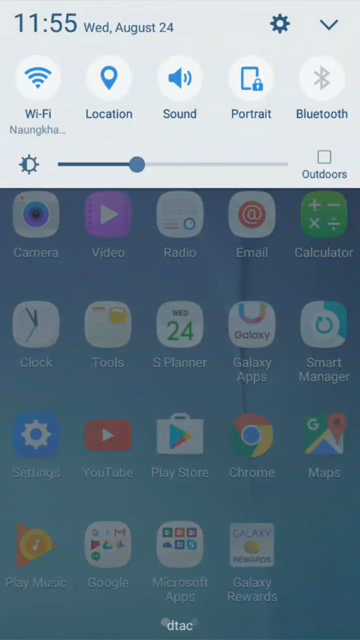 11:55 Wed, August 24
Wi-Fi
Naungkha...
Location
Sound
Portrait
Bluetooth
Outdoors
Camera
Video
Radio
Email
Calculator
WED
24
Galaxy
Clock
Tools
S Planner
Galaxy
Apps
Smart
Manager
Settings
YouTube
Play Store
Chrome
Maps
GALAXY
REWARDS
Play Music
Google
Microsoft
Apps
Galaxy
Rewards
dtac